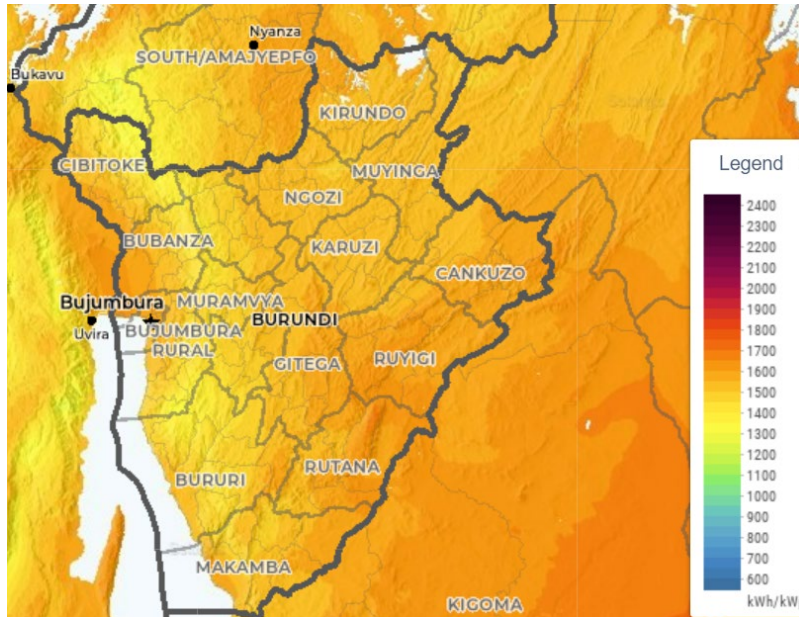 Nyanza
SOUTH/AMAJYEPFO
Bukavu
KIRUNDO
CIBITOKE
MUYINGA
Legend
NGOZI
2400
2300
2200
2100
2000
1900
1800
1700
1600
1500
1400
1300
1200
1100
1000
900
800
700
600
kWh/kW
BUBANZA
KARUZI
CANKUZO
Bujumbura
MURAMVYA
Uvira
BUJUMBURA
RURAL
BURUNDI
GITEGA
RUYIGI
BURURI
RUTANA
MAKAMBA
KIGOMA